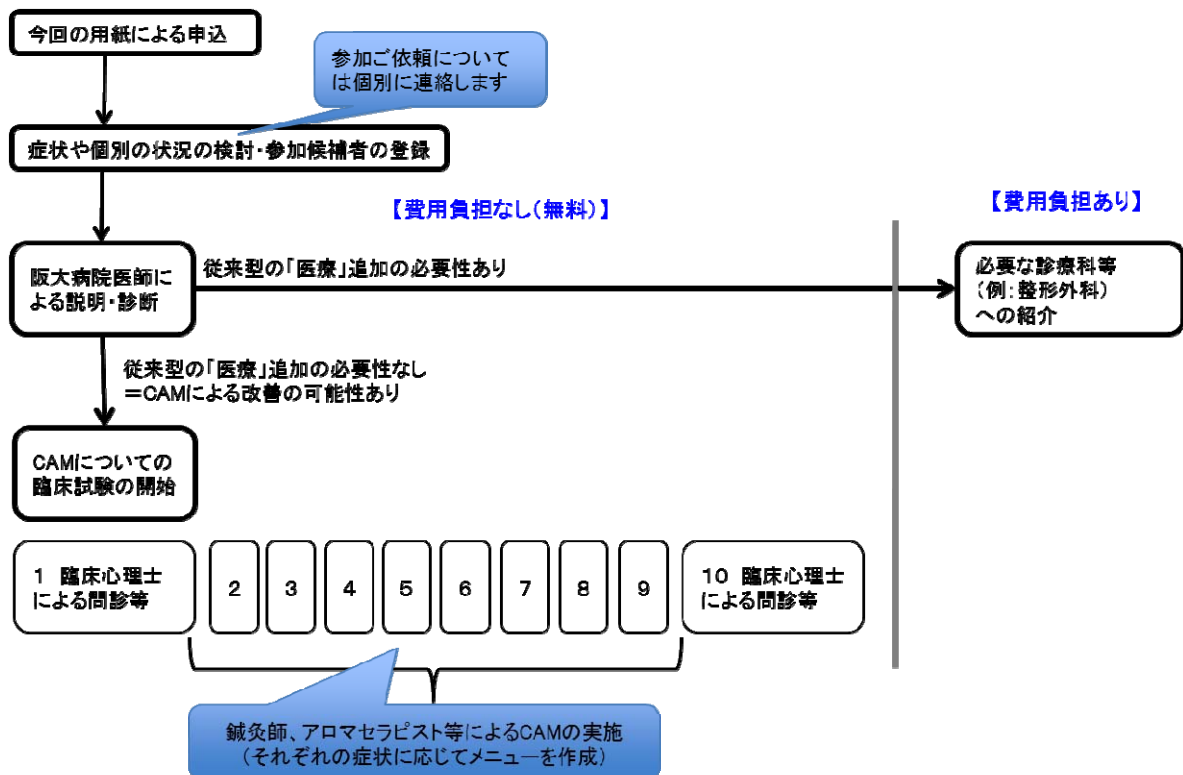 今回の用紙による申込
参加ご依頼について
は個別に連絡します
症状や個別の状況の検討・参加候補者の登録
【費用負担なし(無料)】
【費用負担あり】
阪大病院医師に
よる説明・診断
従来型の「医療」追加の必要性あり
必要な診療科等
(例:整形外科)
への紹介
従来型の「医療」追加の必要性なし
=CAMによる改善の可能性あり
CAMについての
臨床試験の開始
1 臨床心理士
による問診等
2
3
4
5
6
7
8
9
10 臨床心理士
による問診等
鍼灸師、アロマセラピスト等によるCAMの実施
(それぞれの症状に応じてメニューを作成)